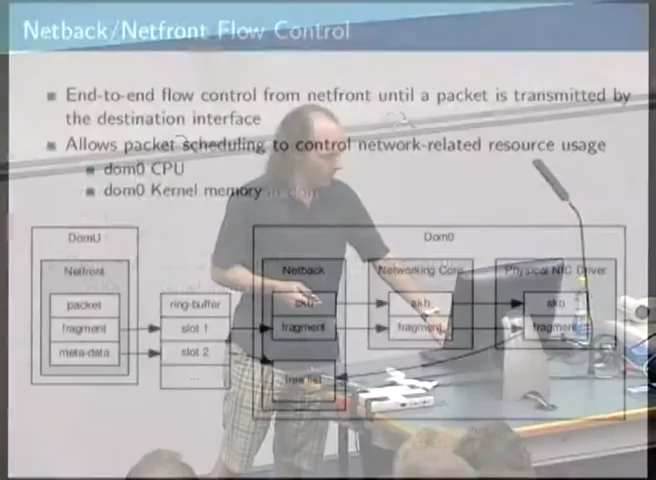 Netback/Netfront Flow Control
End-to-end flow control from netfront until a packet is transmitted by
the destination interface
Allows packet scheduling to control network-related resource usage
dom0 CPU
dom0 Kernel memory
DomU
Dom0
Netfront
Netback
Networking Core
Physical NIC Driver
packet
ring-buffer
skb
skb
skb
fragment
slot 1
fragment
fragment
fragment
meta-data
slot 2
...
free list